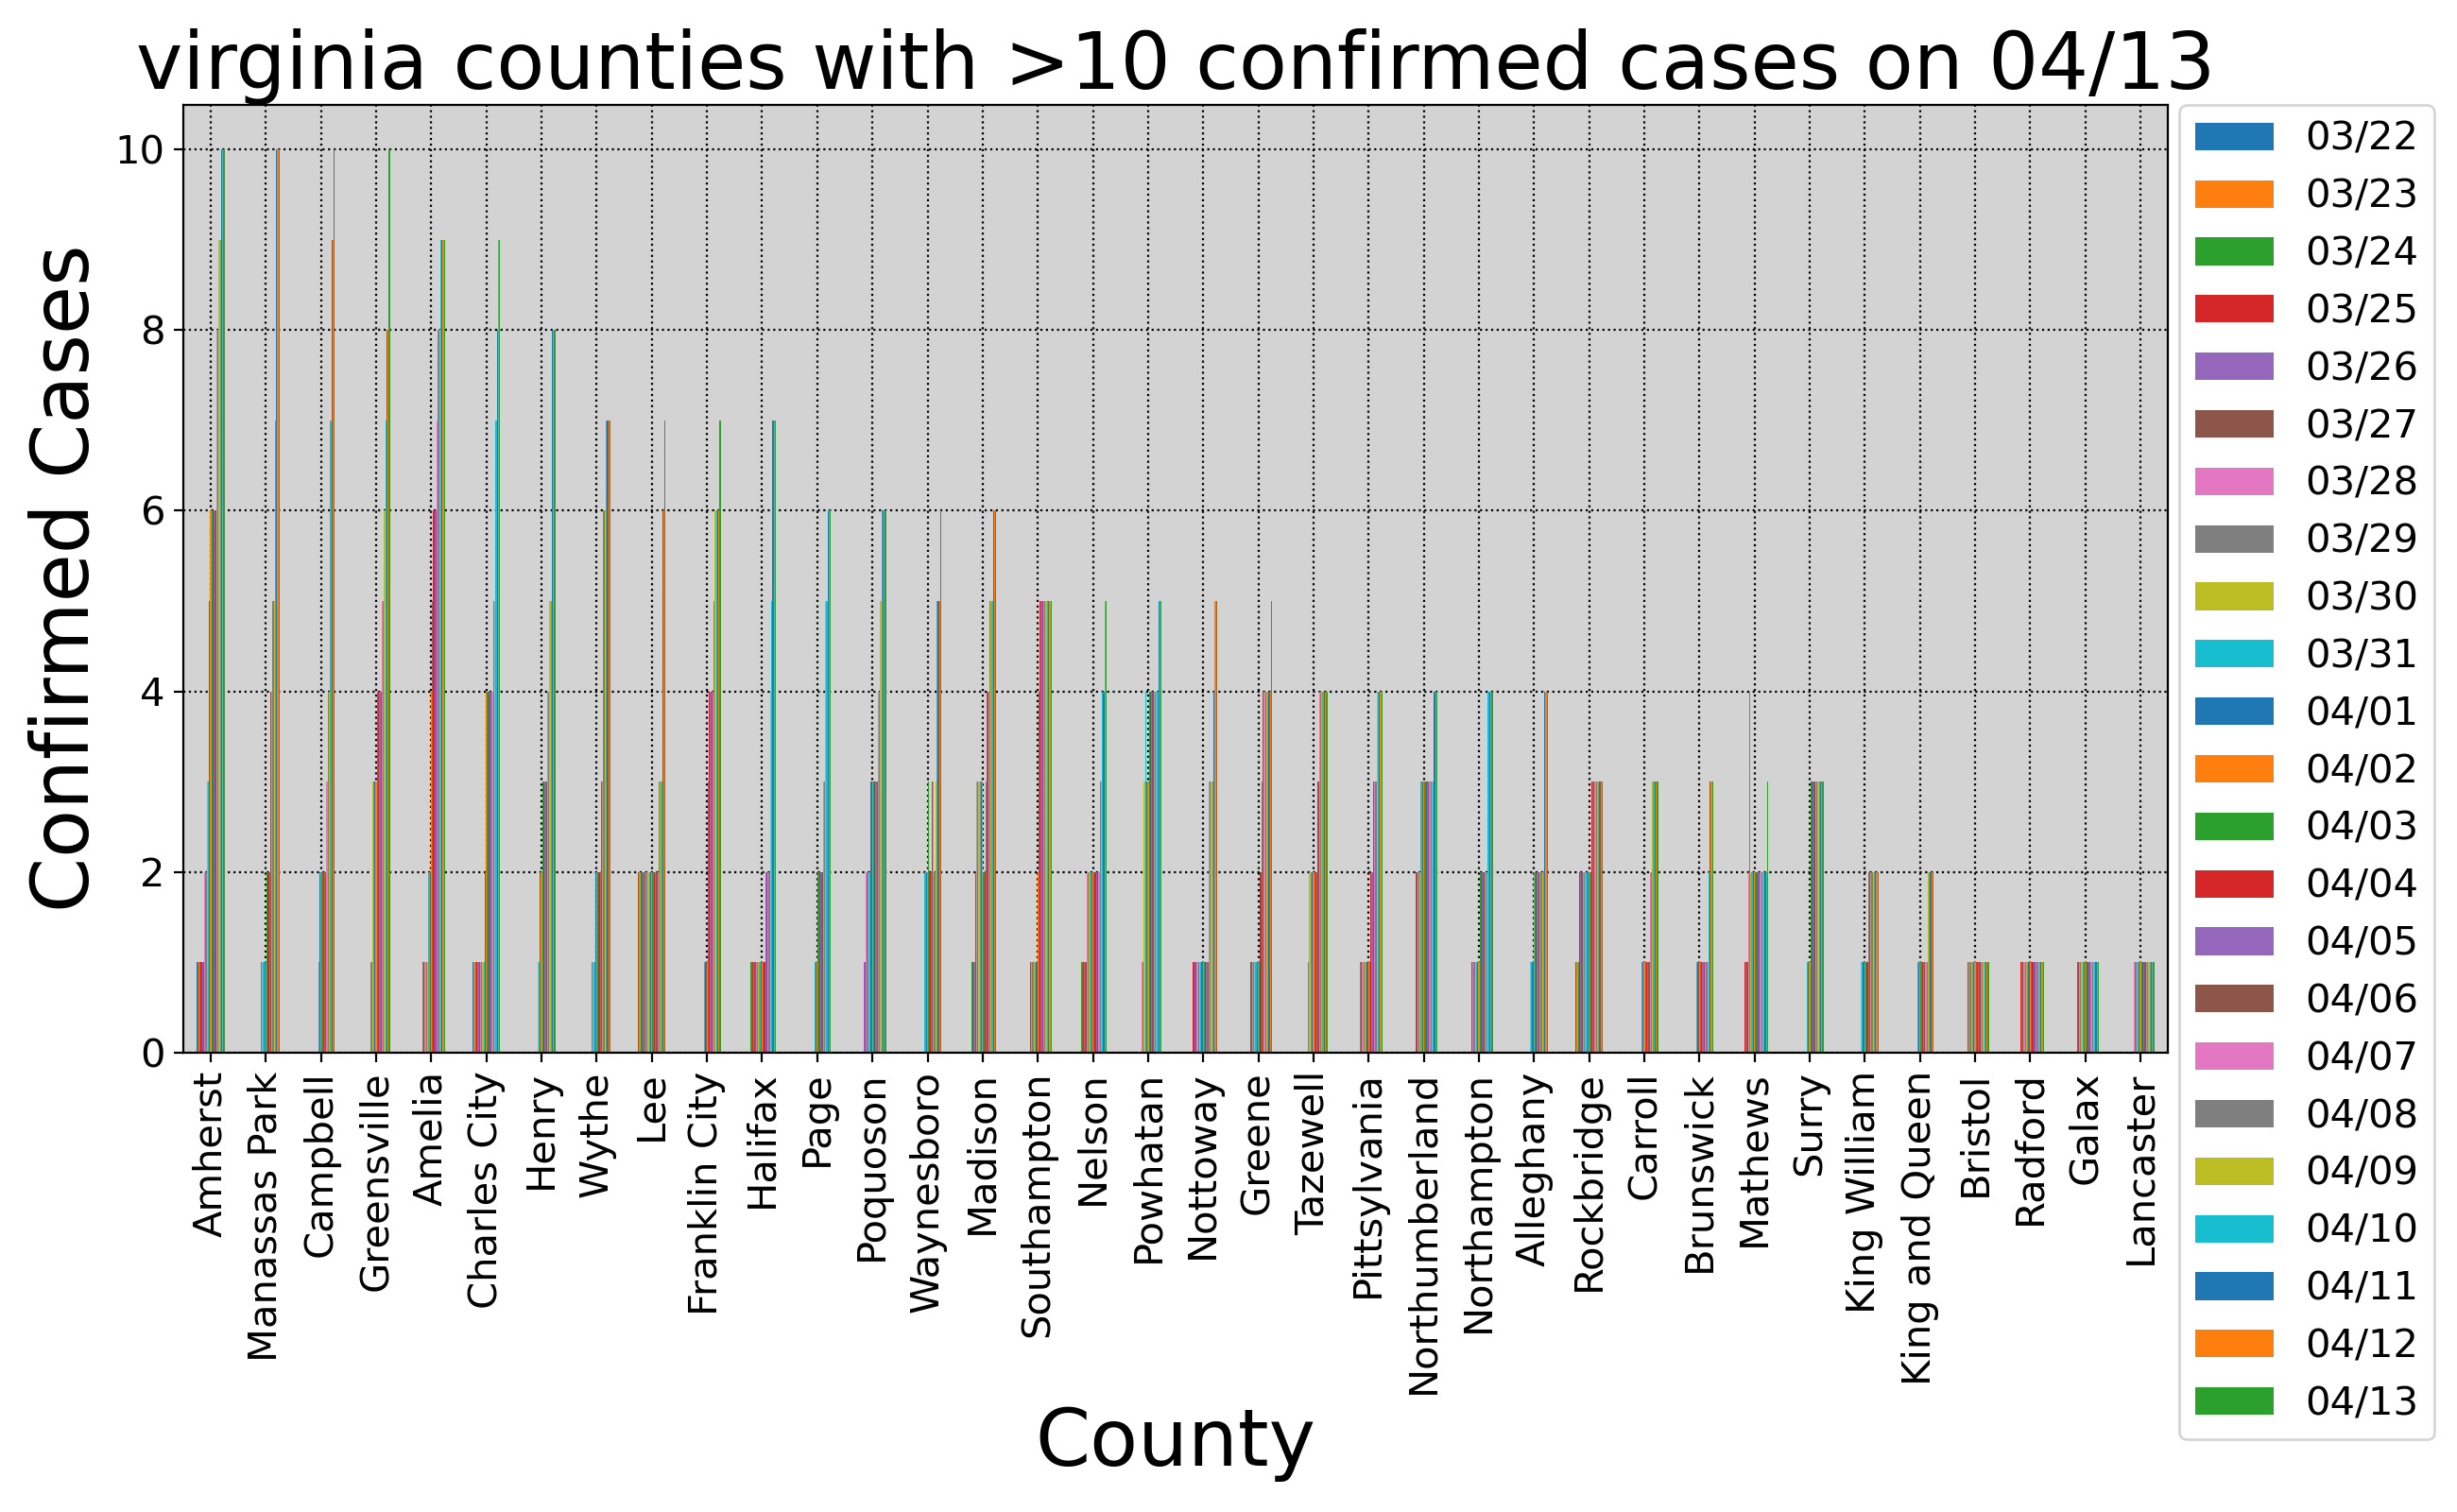 virginia counties with >10 confirmed cases on 04/13
Confirmed Cases
10
8
6
4
2
0
Amherst
Manassas Park
Campbell
Greensville
Amelia
Charles City
Henry
Wythe
Lee
Franklin City
Halifax
Page
Poquoson
Waynesboro
Madison
Southampton
Nelson
Powhatan
Nottoway
Greene
Tazewell
Pittsylvania
Northumberland
Northampton
Alleghany
Rockbridge
Carroll
Brunswick
Mathews
Surry
King William
King and Queen
Bristol
Radford
Galax
Lancaster
County
03/22
03/23
03/24
03/25
03/26
03/27
03/28
03/29
03/30
03/31
04/01
04/02
04/03
04/04
04/05
04/06
04/07
04/08
04/09
04/10
04/11
04/12
04/13